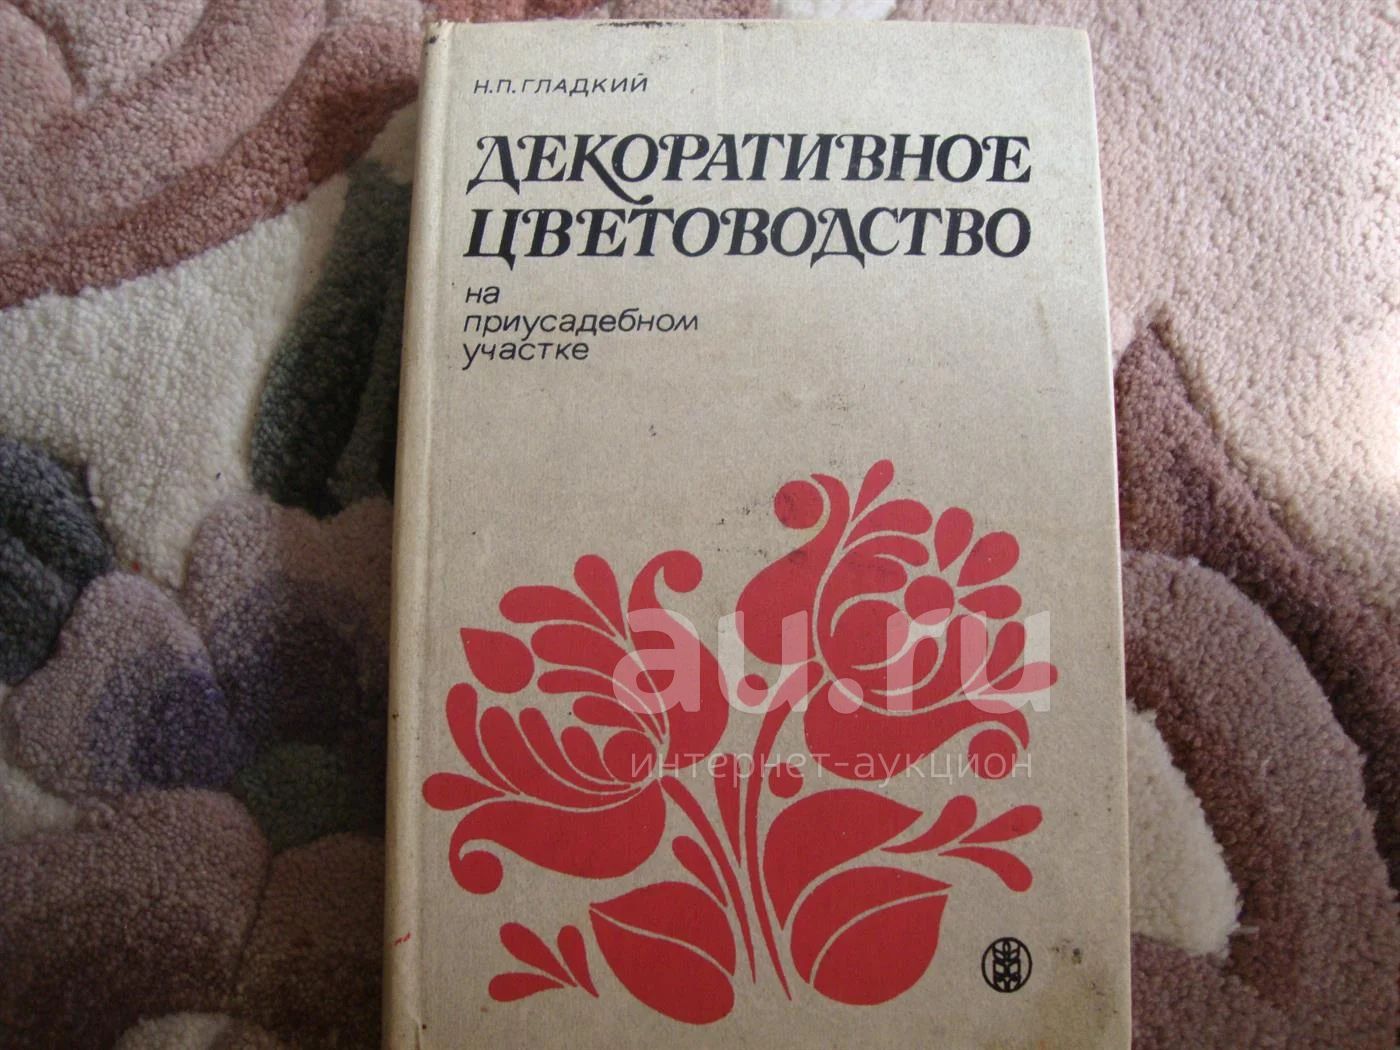 Н.П.ГЛАДКИЙ
ДЕКОРАТИВНОЕ
ЦВЕТОВОДСТВО
на
приусадебном
участке
au.ru
интернет-аукцион